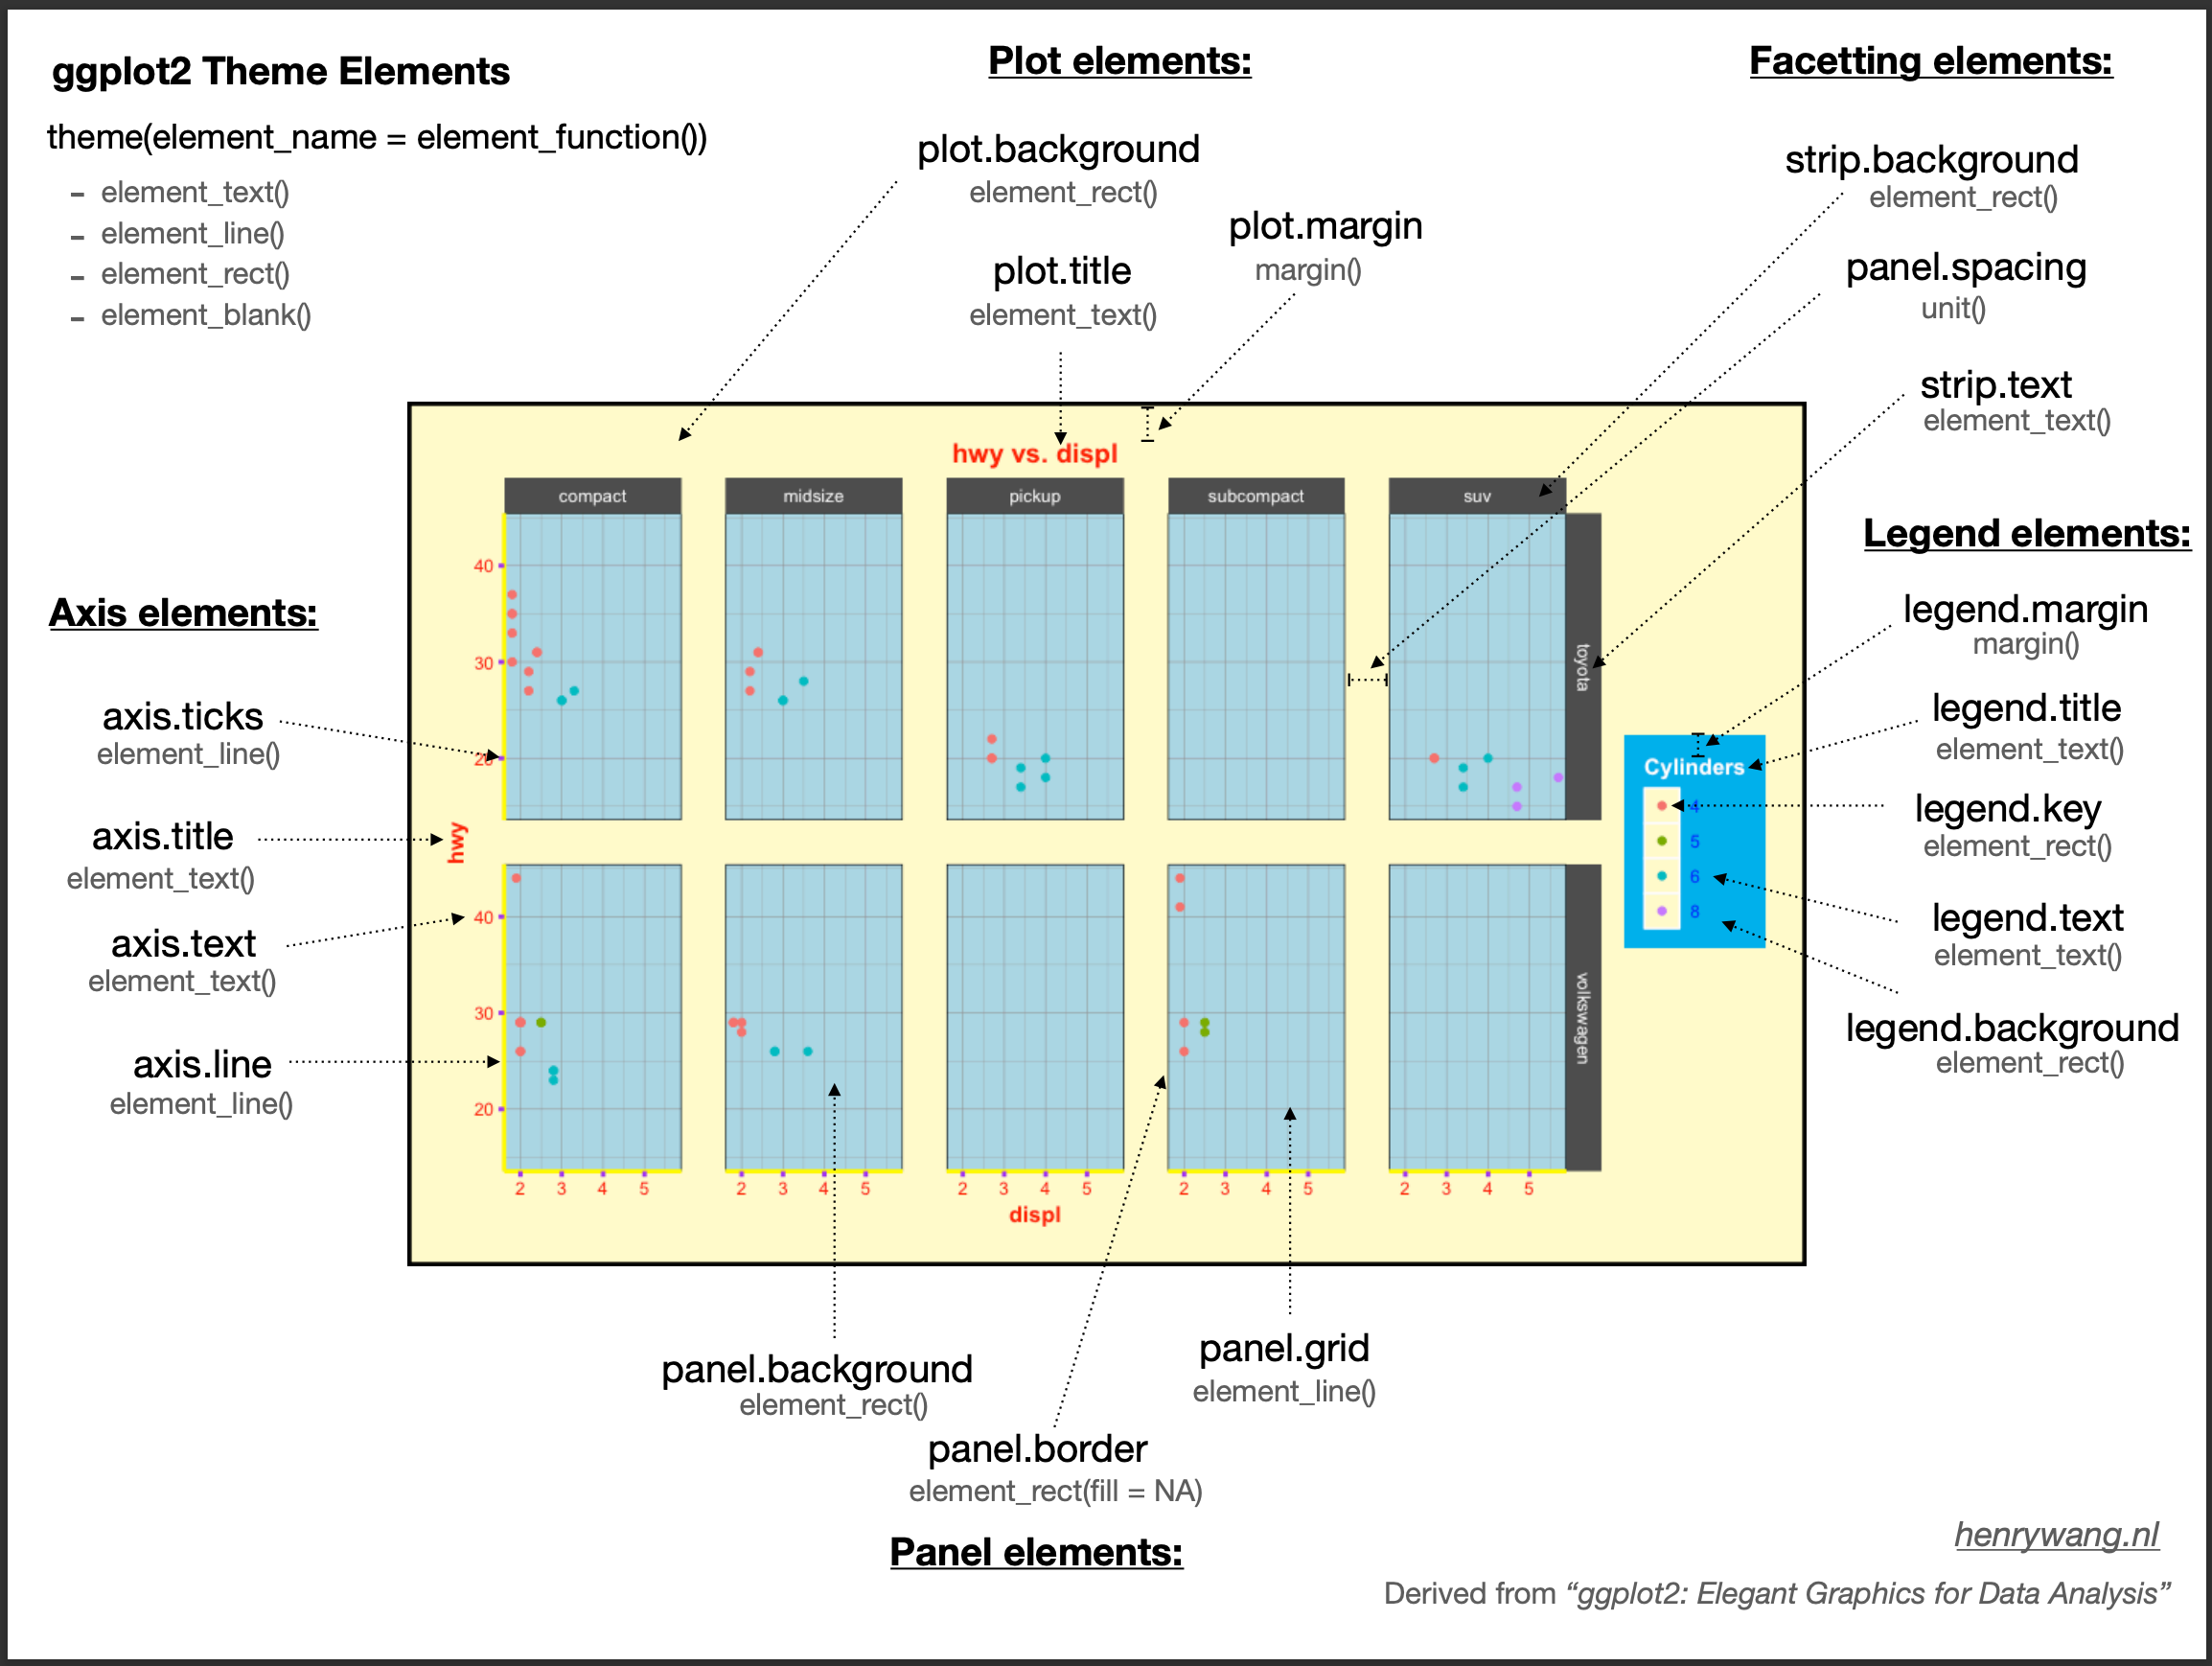 ggplot2 Theme Elements
theme(element_name = element_function())
- element_text()
- element_line()
- element_rect()
- element_blank()
Plot elements:
plot.background
element_rect()
plot.title
element_text()
plot.margin
margin()
Facetting elements:
strip.background
element_rect()
panel.spacing
unit()
strip.text
element_text()
Axis elements:
axis.ticks
element_line()
axis.title
element_text()
axis.text
element_text()
axis.line
element_line()
hwy vs. displ
compact midsize pickup subcompact suv
40
30
20
toyota
hwy
40
30
20
volkswagen
2 3 4 5 2 3 4 5 2 3 4 5 2 3 4 5 2 3 4 5
displ
Cylinders
4
5
6
8
Legend elements:
legend.margin
margin()
legend.title
element_text()
legend.key
element_rect()
legend.text
element_text()
legend.background
element_rect()
panel.background
element_rect()
panel.border
element_rect(fill = NA)
panel.grid
element_line()
Panel elements:
henrywang.nl
Derived from “ggplot2: Elegant Graphics for Data Analysis”